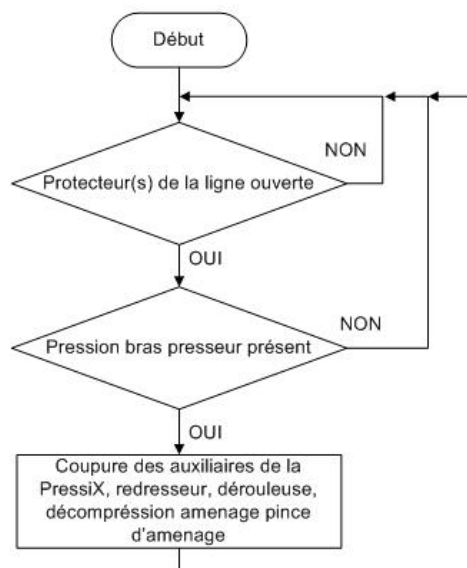 Début
NON
Protecteur(s) de la ligne ouverte
OUI
NON
Pression bras presseur présent
OUI
Coupure des auxiliaires de la
PressiX, redresseur, dérouleuse,
décompréssion amenage pince
d'amenage